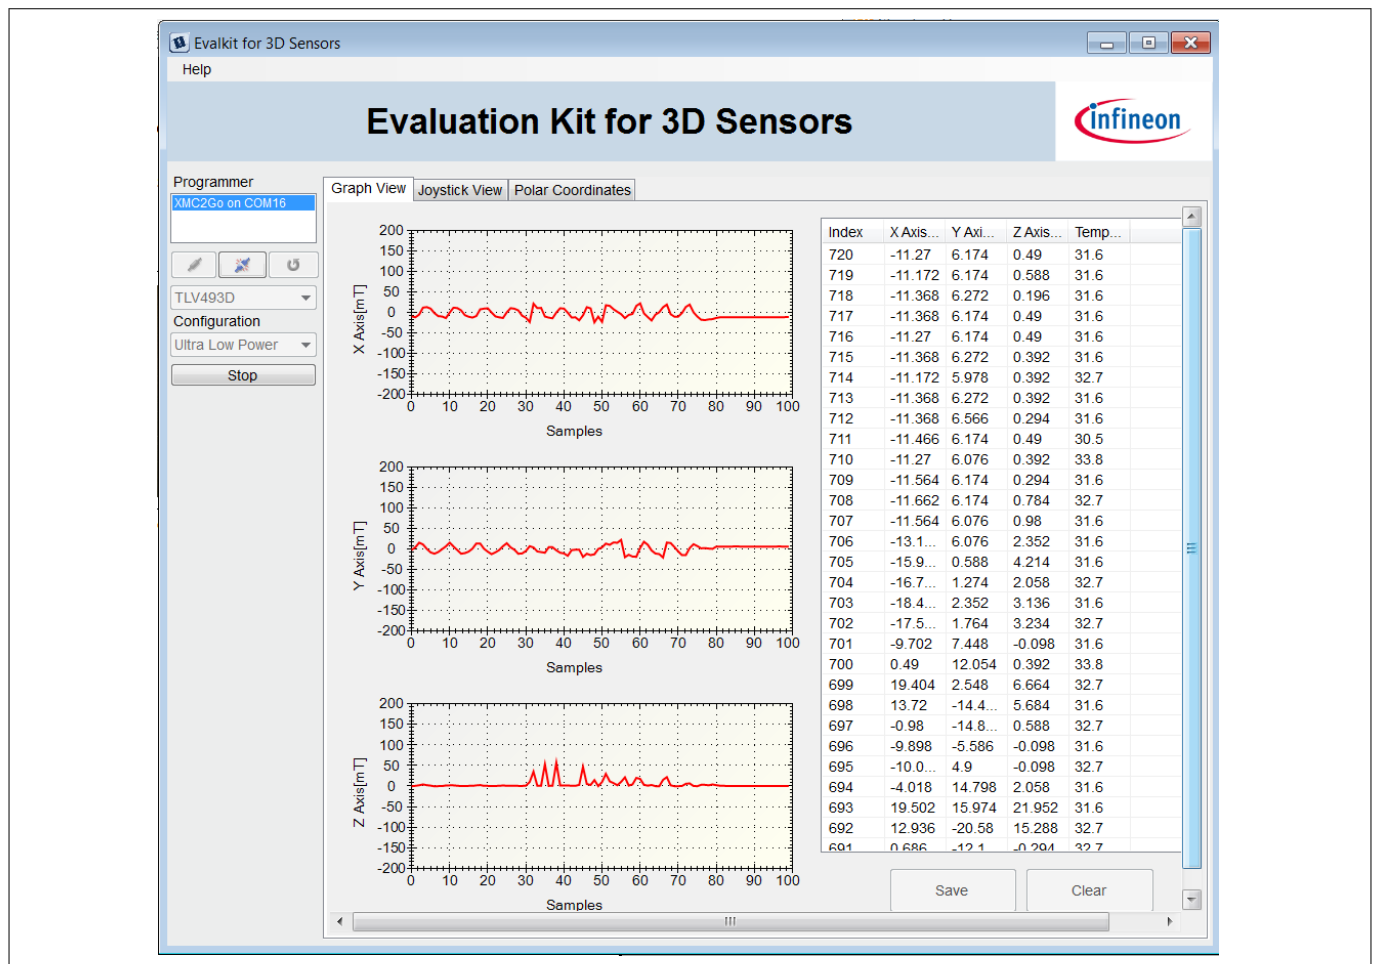 Evalkit for 3D Sensors
Help
Evaluation Kit for 3D Sensors
infineon
Programmer
XMC2Go on COM16
TLV493D
Configuration
Ultra Low Power
Stop
Graph View Joystick View Polar Coordinates
200
150
100
50
0
-50
-100
-150
-200
X Axis[mT]
0 10 20 30 40 50 60 70 80 90 100
Samples
200
150
100
50
0
-50
-100
-150
-200
Y Axis[mT]
0 10 20 30 40 50 60 70 80 90 100
Samples
200
150
100
50
0
-50
-100
-150
-200
Z Axis[mT]
0 10 20 30 40 50 60 70 80 90 100
Samples
Index X Axis... Y Axi... Z Axis... Temp...
720 -11.27 6.174 0.49 31.6
719 -11.172 6.174 0.588 31.6
718 -11.368 6.272 0.196 31.6
717 -11.368 6.174 0.49 31.6
716 -11.27 6.174 0.49 31.6
715 -11.368 6.272 0.392 31.6
714 -11.172 5.978 0.392 32.7
713 -11.368 6.272 0.392 31.6
712 -11.368 6.566 0.294 31.6
711 -11.466 6.174 0.49 30.5
710 -11.27 6.076 0.392 33.8
709 -11.564 6.174 0.294 31.6
708 -11.662 6.174 0.784 32.7
707 -11.564 6.076 0.98 31.6
706 -13.1... 6.076 2.352 31.6
705 -15.9... 0.588 4.214 31.6
704 -16.7... 1.274 2.058 32.7
703 -18.4... 2.352 3.136 31.6
702 -17.5... 1.764 3.234 32.7
701 -9.702 7.448 -0.098 31.6
700 0.49 12.054 0.392 33.8
699 19.404 2.548 6.664 32.7
698 13.72 -14.4... 5.684 31.6
697 -0.98 -14.8... 0.588 32.7
696 -9.898 -5.586 -0.098 31.6
695 -10.0... 4.9 -0.098 32.7
694 -4.018 14.798 2.058 31.6
693 19.502 15.974 21.952 31.6
692 12.936 -20.58 15.288 32.7
691 0.686 -12.1... -0.294 32.7
Save Clear